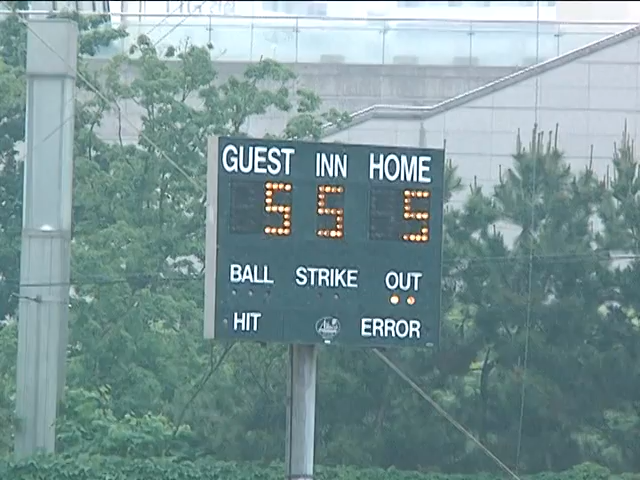 GUEST INN HOME
5 5 5
BALL STRIKE OUT
HIT ERROR